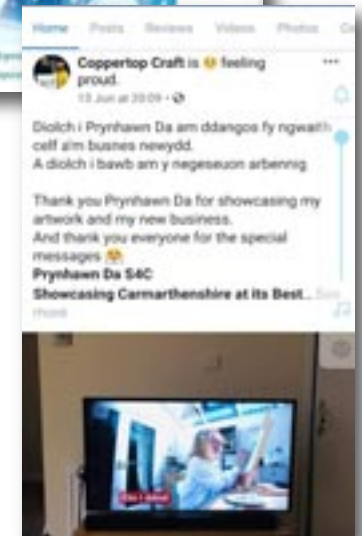 Home Posts Reviews Videos Photos
Coppertop Craft is feeling
proud.
13 Jun at 20:09
Diolch i Prynhawn Da am ddangos fy ngwaith
celf a'm busnes newydd.
A diolch i bawb am y negeseuon arbennig
Thank you Prynhawn Da for showcasing my
artwork and my new business.
And thank you everyone for the special
messages
Prynhawn Da S4C
Showcasing Carmarthenshire at its Best... See
more